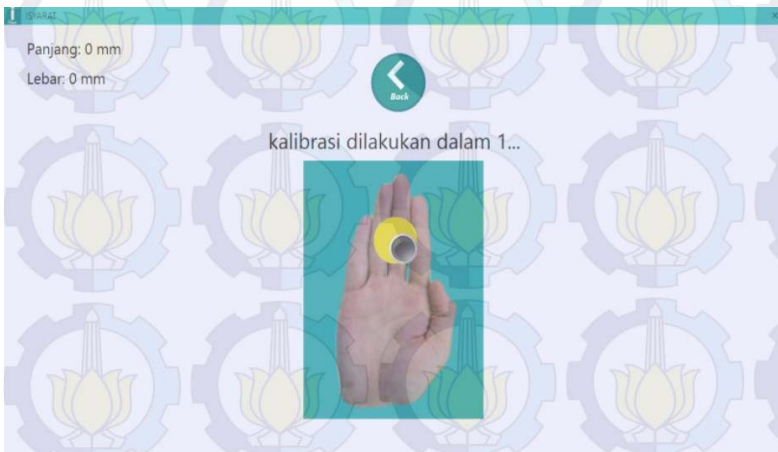 ISYARAT
Panjang: 0 mm
Lebar: 0 mm
Back
kalibrasi dilakukan dalam 1...